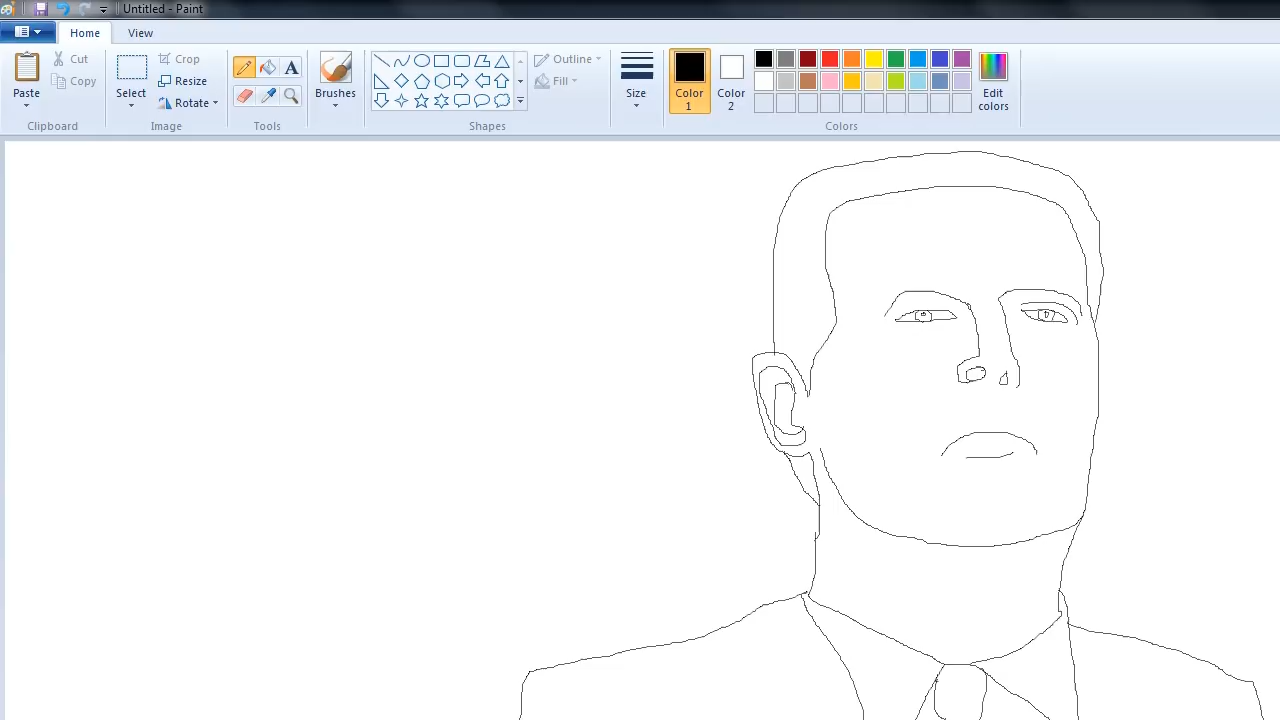 Untitled - Paint
Home View
Paste
Cut
Copy
Clipboard
Select
Crop
Resize
Rotate
Image
A
Tools
Brushes
Outline
Fill
Shapes
Size
Color 1
Color 2
Edit colors
Colors